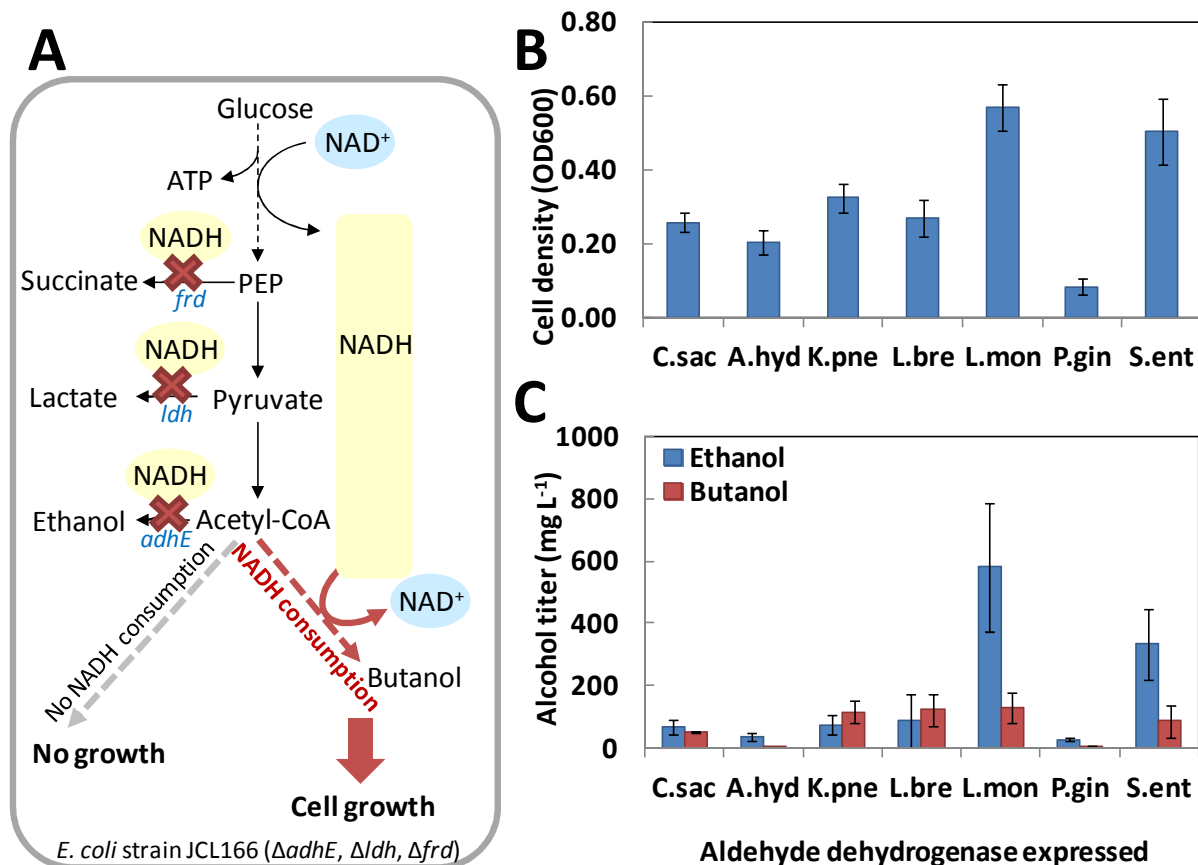 A
Glucose
NAD+
ATP
NADH
Succinate
PEP
frd
NADH
NADH
Lactate
Pyruvate
ldh
NADH
Ethanol
Acetyl-CoA
adhE
No NADH consumption
NADH consumption
NAD+
Butanol
No growth
Cell growth
E. coli strain JCL166 (ΔadhE, Δldh, Δfrd)
B
Cell density (OD600)
0.80
0.60
0.40
0.20
0.00
C.sac A.hyd K.pne L.bre L.mon P.gin S.ent
C
Alcohol titer (mg L-1)
1000
800
600
400
200
0
Ethanol
Butanol
C.sac A.hyd K.pne L.bre L.mon P.gin S.ent
Aldehyde dehydrogenase expressed